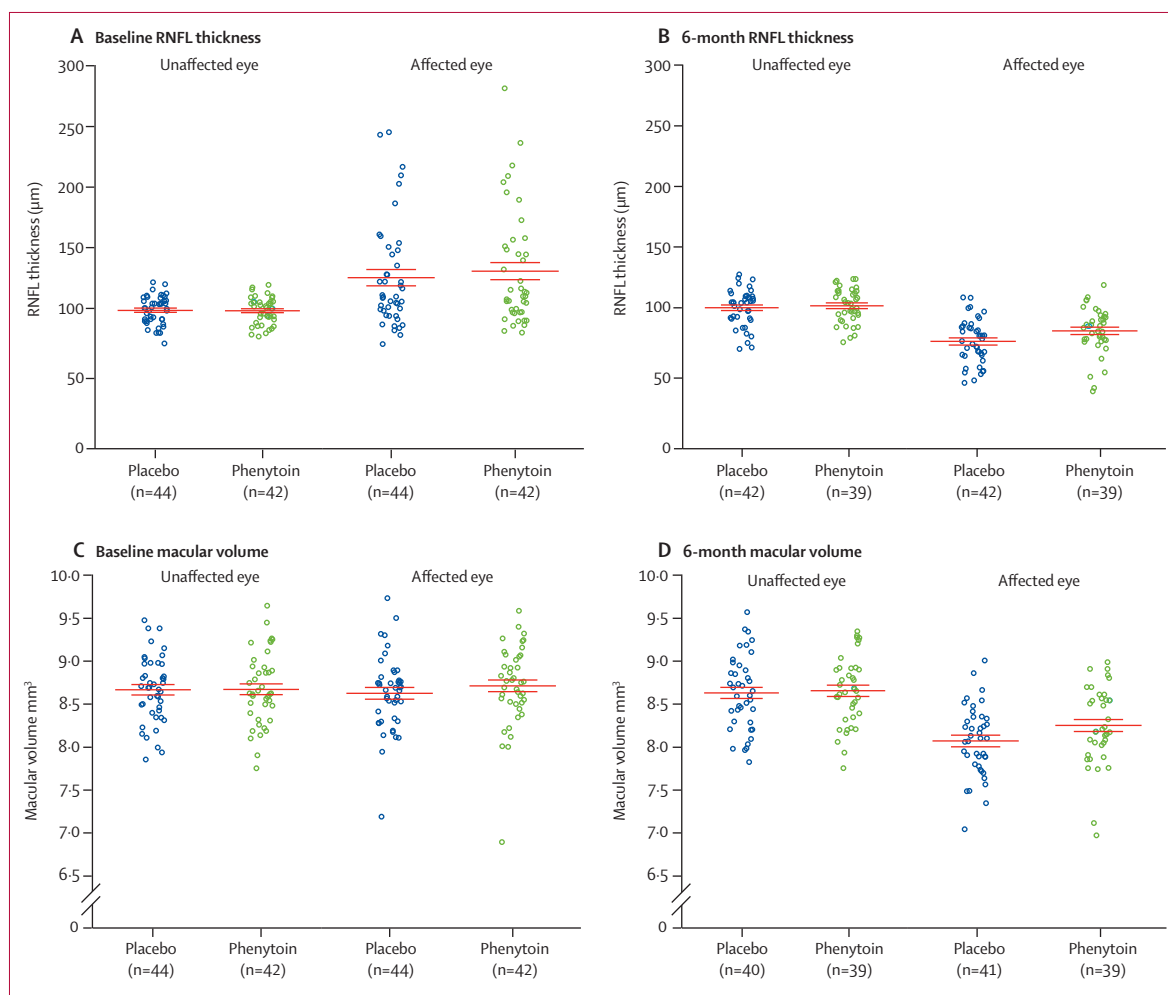 A Baseline RNFL thickness
Unaffected eye
Affected eye
RNFL thickness (µm)
300
250
200
150
100
50
0
Placebo
(n=44)
Phenytoin
(n=42)
Placebo
(n=44)
Phenytoin
(n=42)
B 6-month RNFL thickness
Unaffected eye
Affected eye
RNFL thickness (µm)
300
250
200
150
100
50
0
Placebo
(n=42)
Phenytoin
(n=39)
Placebo
(n=42)
Phenytoin
(n=39)
C Baseline macular volume
Unaffected eye
Affected eye
Macular volume mm³
10·0
9·5
9·0
8·5
8·0
7·5
7·0
6·5
0
Placebo
(n=44)
Phenytoin
(n=42)
Placebo
(n=44)
Phenytoin
(n=42)
D 6-month macular volume
Unaffected eye
Affected eye
Macular volume mm³
10·0
9·5
9·0
8·5
8·0
7·5
7·0
6·5
0
Placebo
(n=40)
Phenytoin
(n=39)
Placebo
(n=41)
Phenytoin
(n=39)